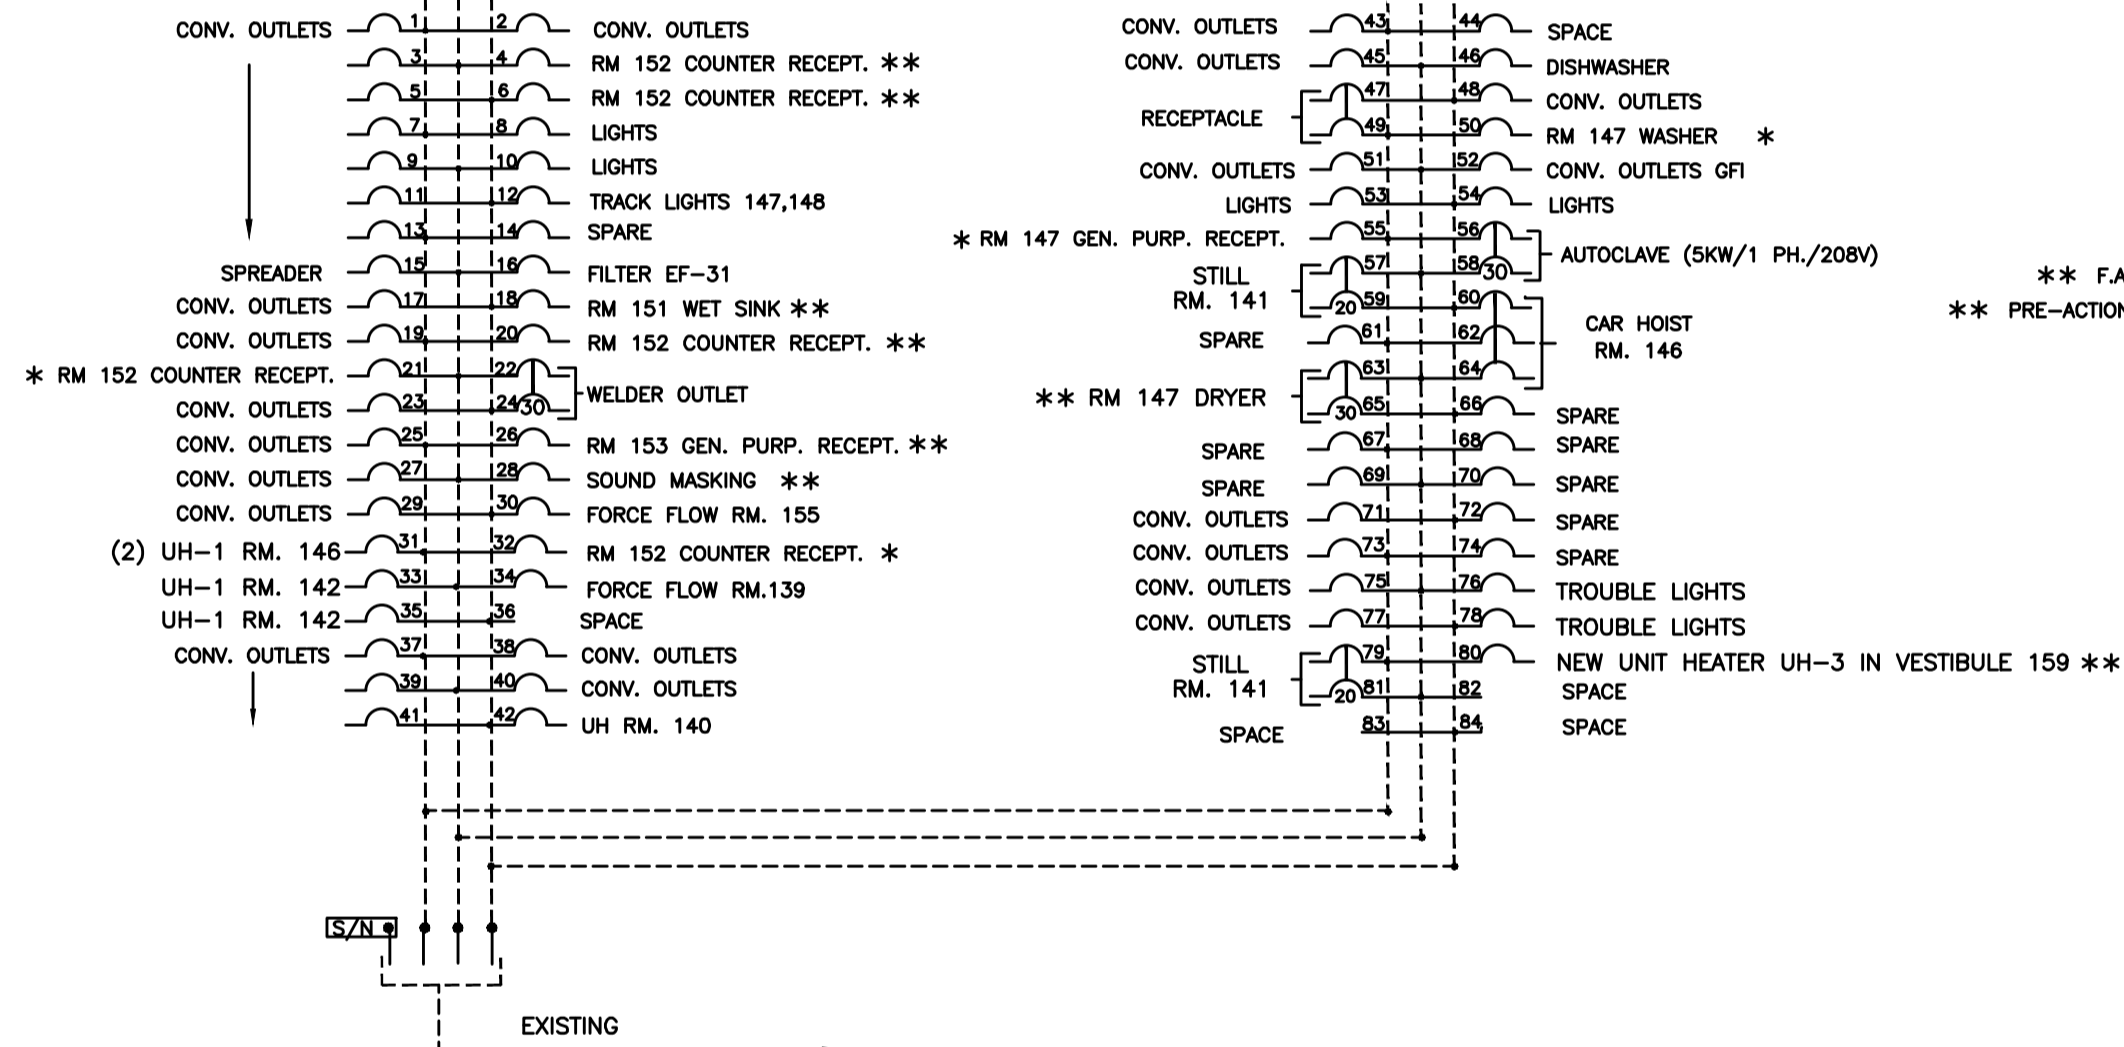 CONV. OUTLETS 1 2 CONV. OUTLETS
3 4 RM 152 COUNTER RECEPT. **
5 6 RM 152 COUNTER RECEPT. **
7 8 LIGHTS
9 10 LIGHTS
11 12 TRACK LIGHTS 147,148
13 14 SPARE
SPREADER 15 16 FILTER EF-31
CONV. OUTLETS 17 18 RM 151 WET SINK **
CONV. OUTLETS 19 20 RM 152 COUNTER RECEPT. **
* RM 152 COUNTER RECEPT. 21 22
WELDER OUTLET
CONV. OUTLETS 23 24 30
CONV. OUTLETS 25 26 RM 153 GEN. PURP. RECEPT. **
CONV. OUTLETS 27 28 SOUND MASKING **
CONV. OUTLETS 29 30 FORCE FLOW RM. 155
(2) UH-1 RM. 146 31 32 RM 152 COUNTER RECEPT. *
UH-1 RM. 142 33 34 FORCE FLOW RM.139
UH-1 RM. 142 35 36 SPACE
CONV. OUTLETS 37 38 CONV. OUTLETS
39 40 CONV. OUTLETS
41 42 UH RM. 140
S/N
EXISTING
CONV. OUTLETS 43 44 SPACE
CONV. OUTLETS 45 46 DISHWASHER
47 48 CONV. OUTLETS
RECEPTACLE
49 50 RM 147 WASHER *
CONV. OUTLETS 51 52 CONV. OUTLETS GFI
LIGHTS 53 54 LIGHTS
* RM 147 GEN. PURP. RECEPT. 55 56
AUTOCLAVE (5KW/1 PH./208V)
57 58 30
STILL
RM. 141
20 59 60
SPARE 61 62
CAR HOIST
RM. 146
63 64
** RM 147 DRYER
30 65 66 SPARE
SPARE 67 68 SPARE
SPARE 69 70 SPARE
CONV. OUTLETS 71 72 SPARE
CONV. OUTLETS 73 74 SPARE
CONV. OUTLETS 75 76 TROUBLE LIGHTS
CONV. OUTLETS 77 78 TROUBLE LIGHTS
79 80 NEW UNIT HEATER UH-3 IN VESTIBULE 159 **
STILL
RM. 141
20 81 82 SPACE
SPACE 83 84 SPACE
** F.A
** PRE-ACTION